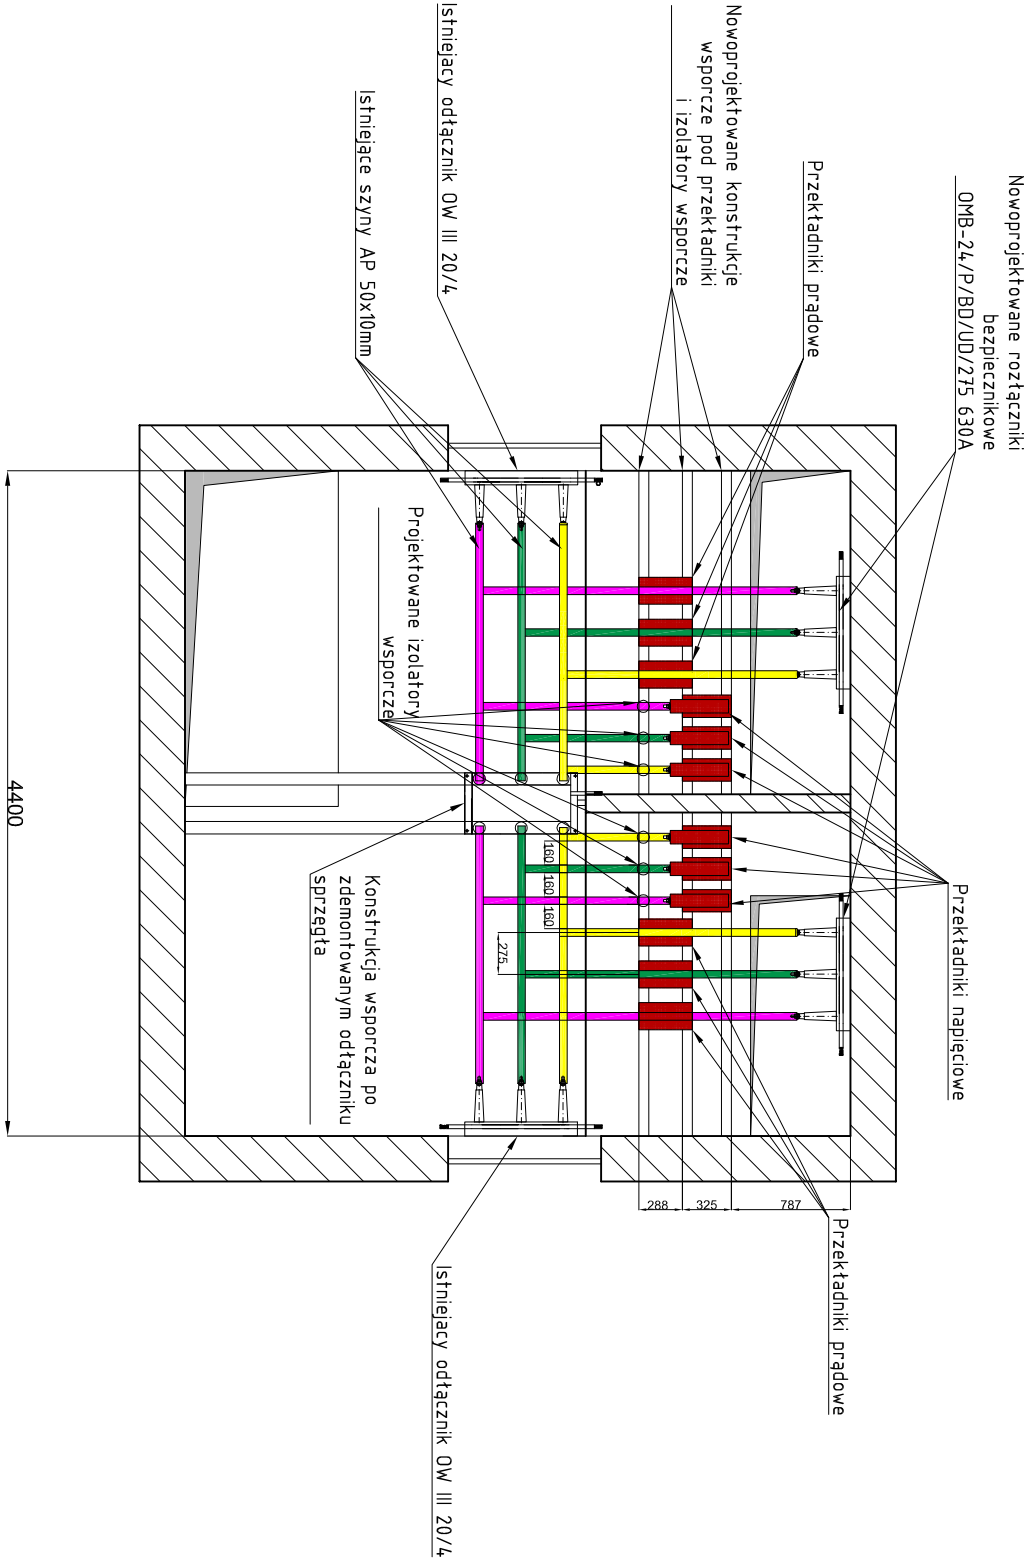 Nowoprojektowane rozłączniki
bezpiecznikowe
OMB-24/P/BD/UD/275 630A
Przekładniki prądowe
Nowoprojektowane konstrukcje
wsporcze pod przekładniki
i izolatory wsporcze
Istniejacy odłącznik OW III 20/4
Istniejące szyny AP 50x10mm
Projektowane izolatory
wsporcze
Przekładniki napięciowe
Przekładniki prądowe
Konstrukcja wsporcza po
zdemontowanym odłączniku
sprzęgła
Istniejacy odłącznik OW III 20/4
160
160
160
275
288
325
787
4400